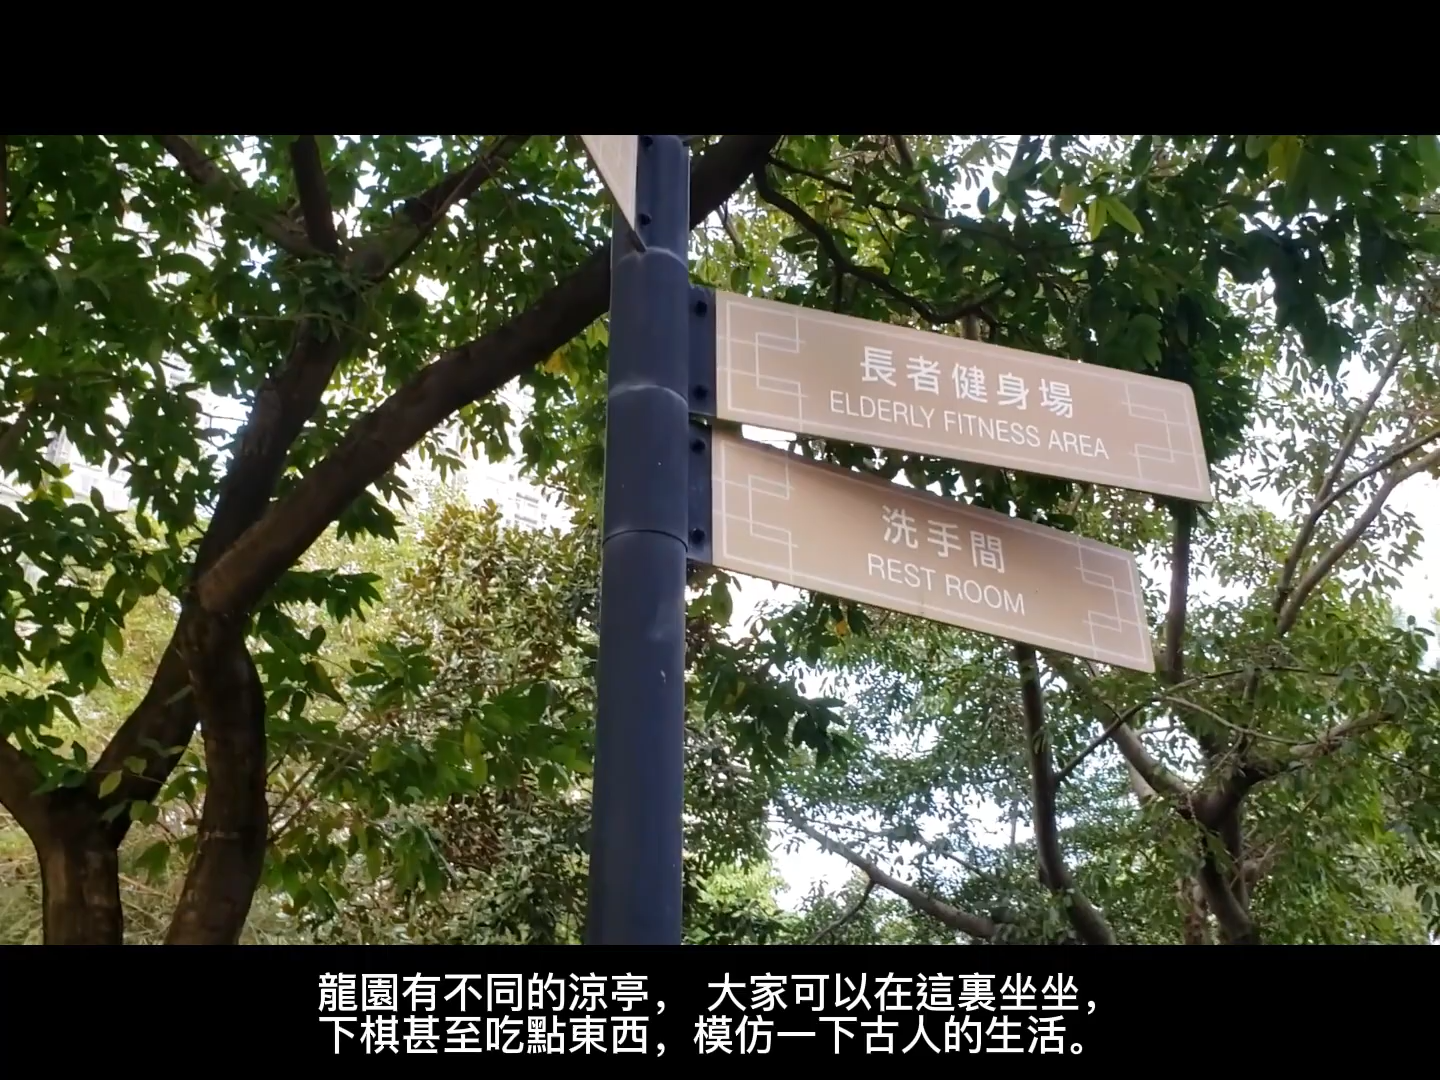 長者健身場
ELDERLY FITNESS AREA
洗手間
REST ROOM
龍園有不同的涼亭， 大家可以在這裏坐坐，
下棋甚至吃點東西，模仿一下古人的生活。